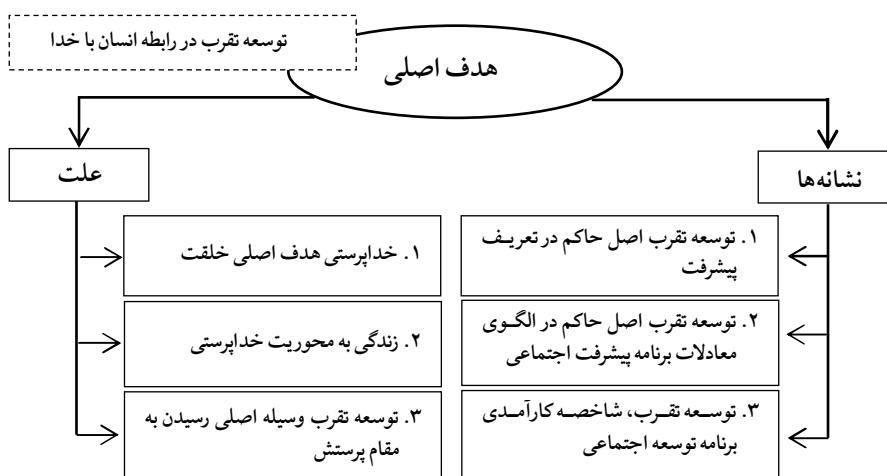 توسعه تقرب در رابطه انسان با خدا
هدف اصلی
نشانه‌ها
۱. توسعه تقرب اصل حاکم در تعریف
پیشرفت
۲. توسعه تقرب اصل حاکم در الگوی
معادلات برنامه پیشرفت اجتماعی
۳. توسعه تقرب، شاخصه کارآمدی
برنامه توسعه اجتماعی
علت
۱. خداپرستی هدف اصلی خلقت
۲. زندگی به محوریت خداپرستی
۳. توسعه تقرب وسیله اصلی رسیدن به
مقام پرستش